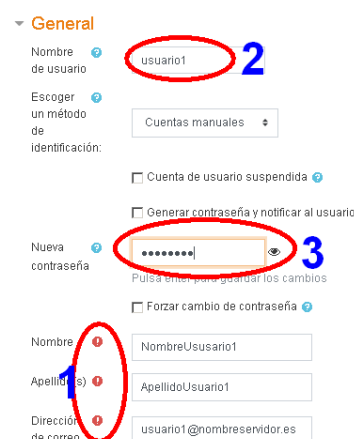 General
Nombre
de usuario
usuario1
2
Escoger
un método
de
identificación:
Cuentas manuales
Cuenta de usuario suspendida
Generar contraseña y notificar al usuario
Nueva
contraseña
••••••••
3
Pulsa enter para guardar los cambios
Forzar cambio de contraseña
Nombre
NombreUsusario1
1
Apellido(s)
ApellidoUsuario1
Dirección
de correo
usuario1@nombreservidor.es